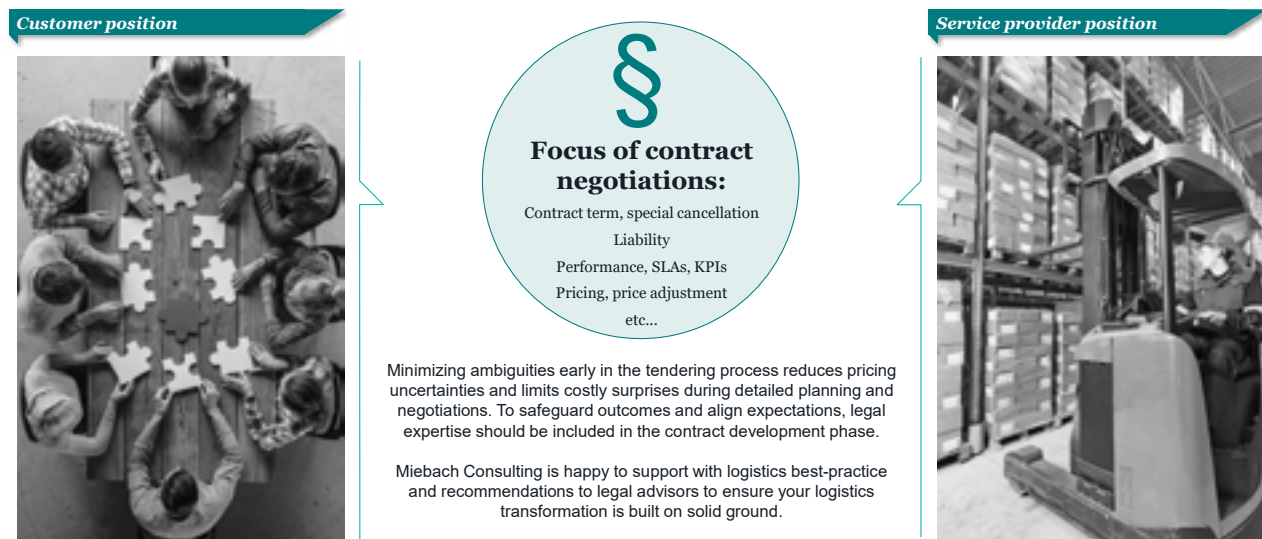 Customer position
Service provider position
§
Focus of contract
negotiations:
Contract term, special cancellation
Liability
Performance, SLAs, KPIs
Pricing, price adjustment
etc...
Minimizing ambiguities early in the tendering process reduces pricing
uncertainties and limits costly surprises during detailed planning and
negotiations. To safeguard outcomes and align expectations, legal
expertise should be included in the contract development phase.
Miebach Consulting is happy to support with logistics best-practice
and recommendations to legal advisors to ensure your logistics
transformation is built on solid ground.